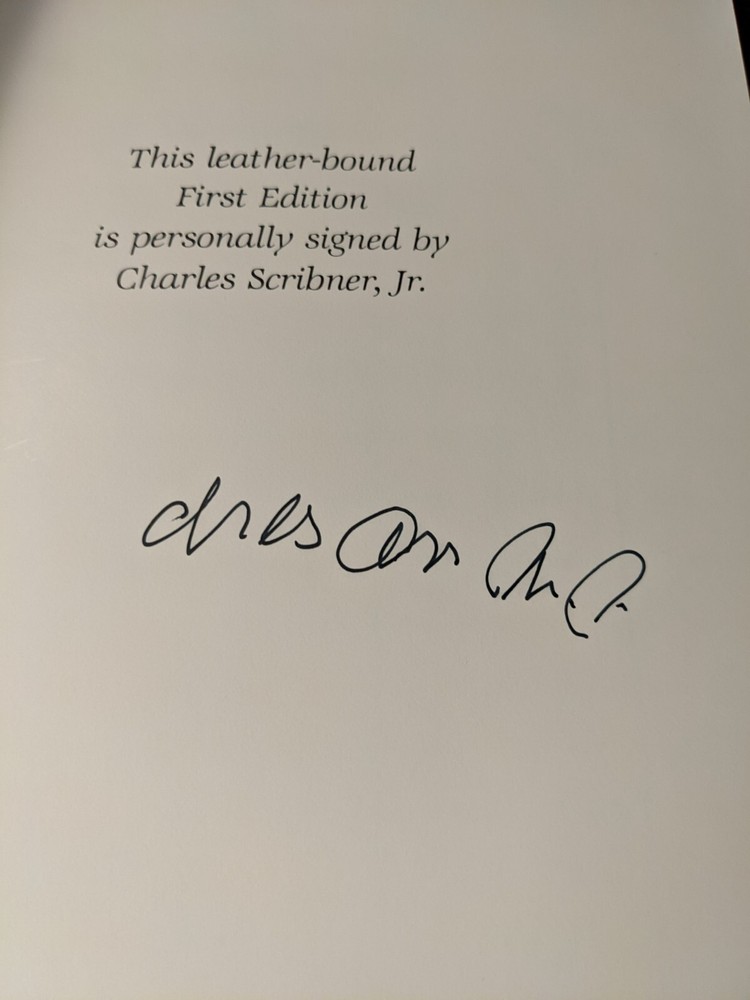 This leather-bound
First Edition
is personally signed by
Charles Scribner, Jr.